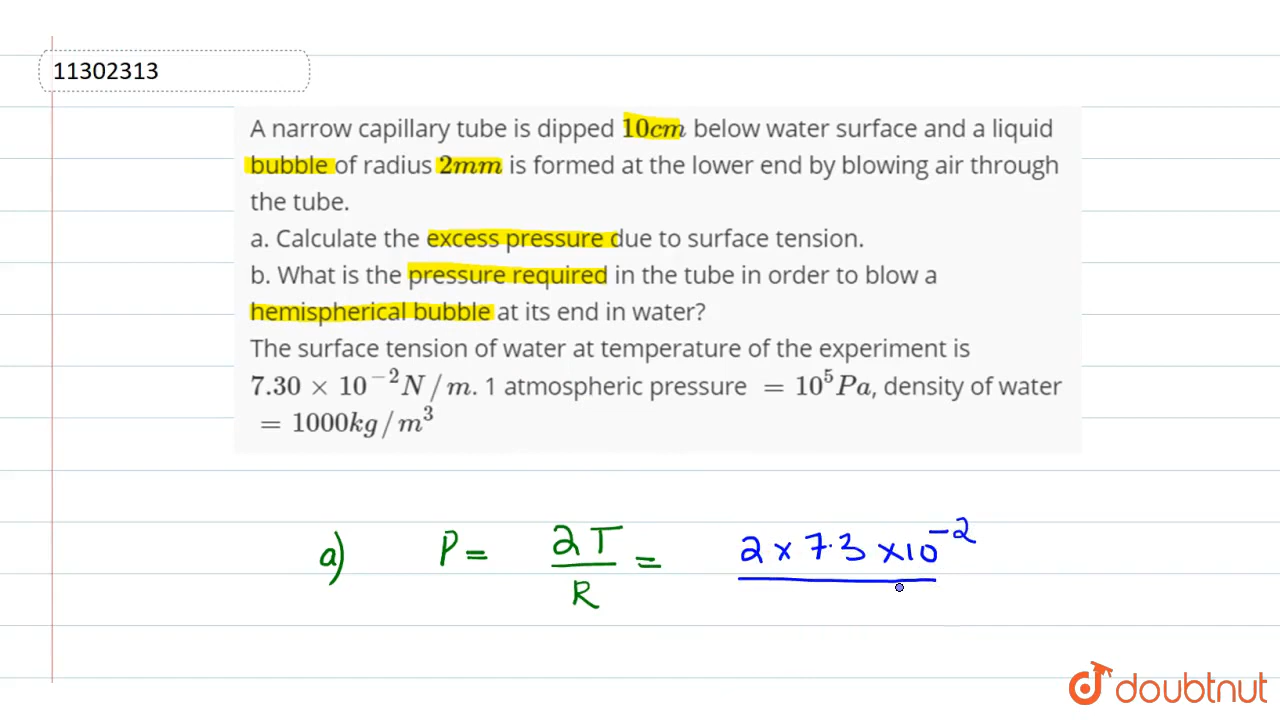 11302313
A narrow capillary tube is dipped 10cm below water surface and a liquid
bubble of radius 2mm is formed at the lower end by blowing air through
the tube.
a. Calculate the excess pressure due to surface tension.
b. What is the pressure required in the tube in order to blow a
hemispherical bubble at its end in water?
The surface tension of water at temperature of the experiment is
7.30 × 10⁻² N/m. 1 atmospheric pressure = 10⁵ Pa, density of water
= 1000kg/m³
a) P = 2T/R = 2 × 7.3 × 10⁻²
doubtnut